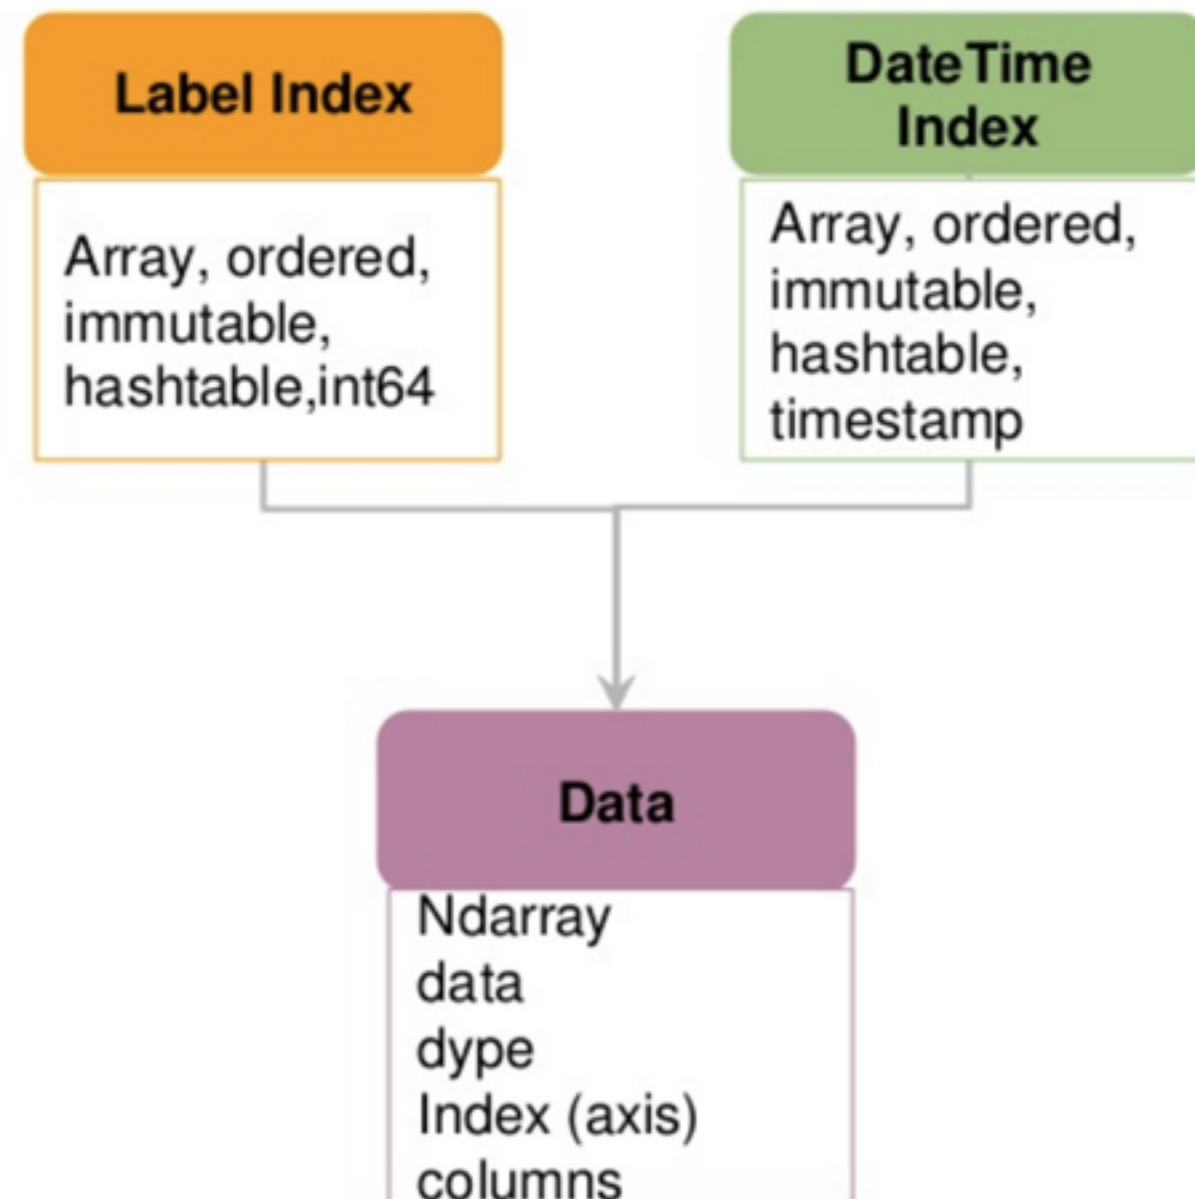 Label Index
Array, ordered,
immutable,
hashtable,int64
DateTime
Index
Array, ordered,
immutable,
hashtable,
timestamp
Data
Ndarray
data
dype
Index (axis)
columns